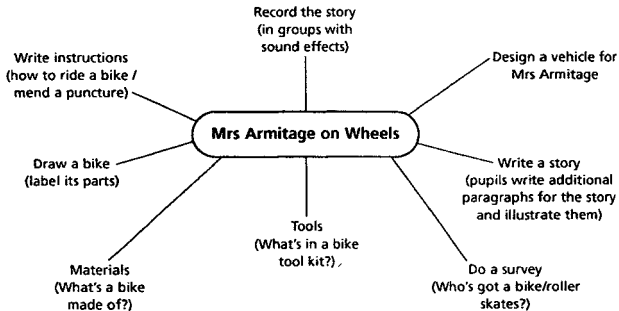 Record the story
(in groups with
sound effects)
Write instructions
(how to ride a bike /
mend a puncture)
Design a vehicle for
Mrs Armitage
Mrs Armitage on Wheels
Draw a bike
(label its parts)
Write a story
(pupils write additional
paragraphs for the story
and illustrate them)
Tools
(What's in a bike
tool kit?)
Materials
(What's a bike
made of?)
Do a survey
(Who's got a bike/roller
skates?)